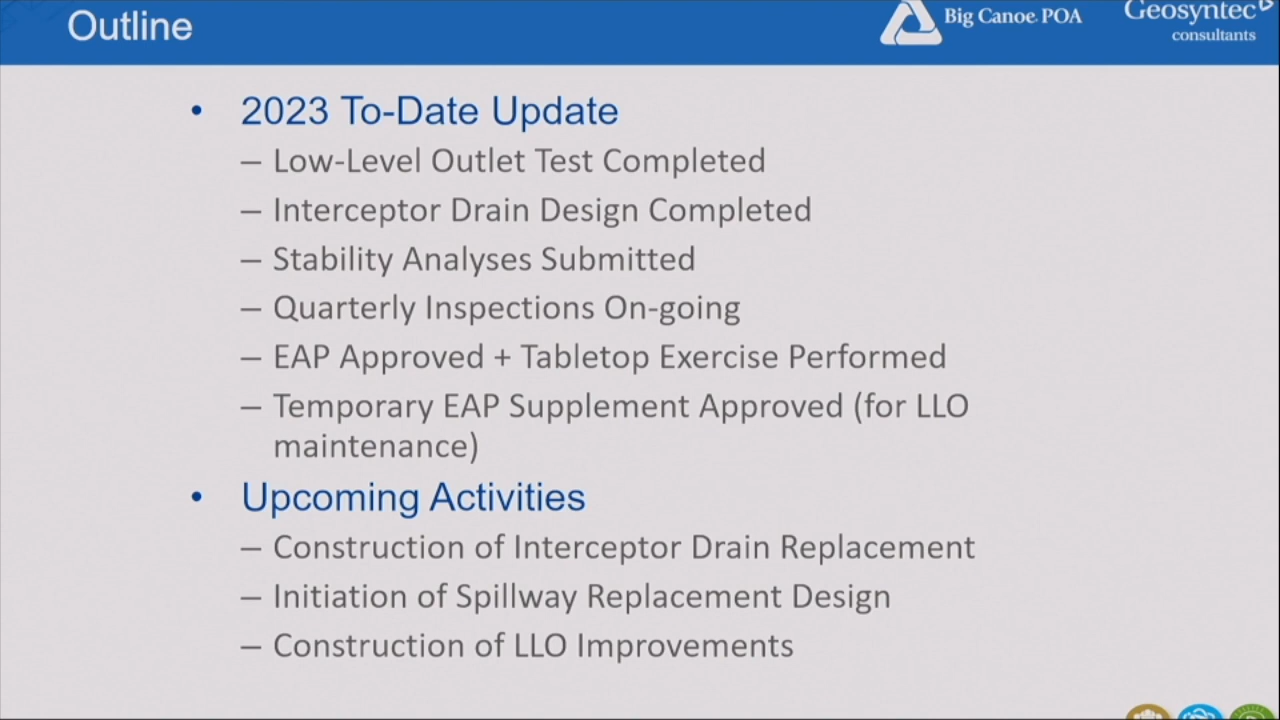 Outline
Big Canoe POA
Geosyntec
consultants
• 2023 To-Date Update
– Low-Level Outlet Test Completed
– Interceptor Drain Design Completed
– Stability Analyses Submitted
– Quarterly Inspections On-going
– EAP Approved + Tabletop Exercise Performed
– Temporary EAP Supplement Approved (for LLO
maintenance)
• Upcoming Activities
– Construction of Interceptor Drain Replacement
– Initiation of Spillway Replacement Design
– Construction of LLO Improvements